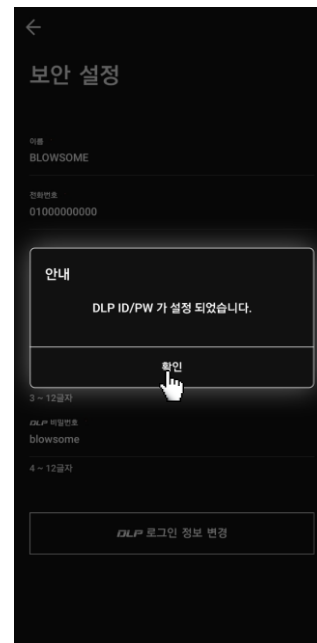 보안 설정
이름
BLOWSOME
전화번호
01000000000
안내
DLP ID/PW 가 설정 되었습니다.
확인
3 ~ 12글자
DLP 비밀번호
blowsome
4 ~ 12글자
DLP 로그인 정보 변경